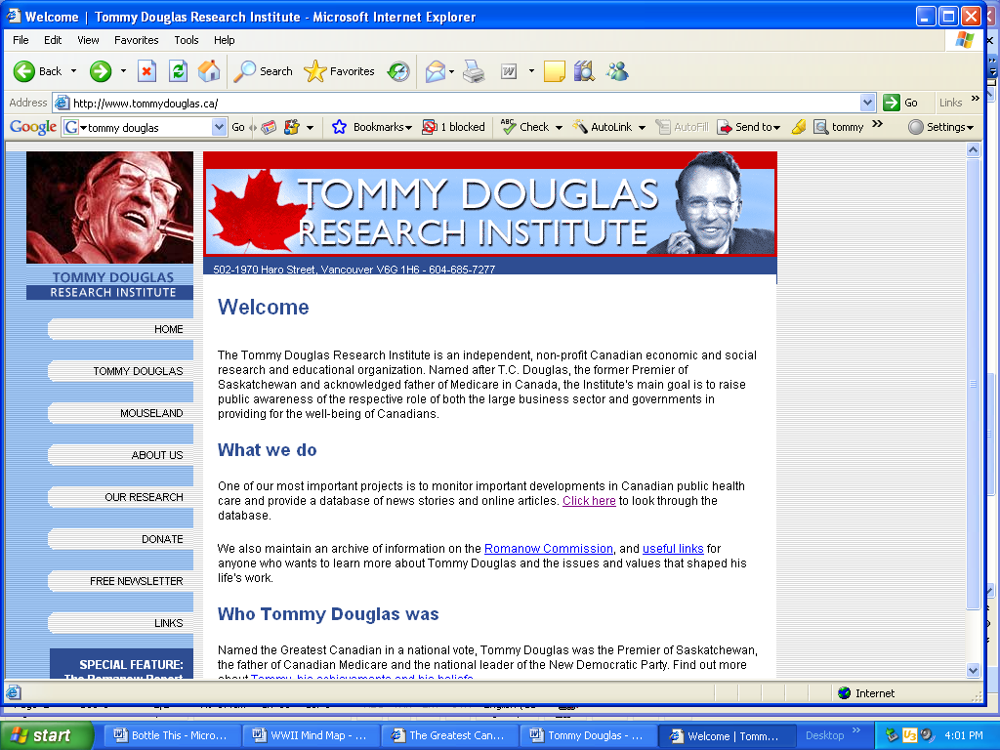 Welcome | Tommy Douglas Research Institute - Microsoft Internet Explorer
File Edit View Favorites Tools Help
Back Search Favorites
Address http://www.tommydouglas.ca/ Go Links »
Google G tommy douglas Go Bookmarks 1 blocked ABC Check AutoLink AutoFill Send to tommy » Settings
TOMMY DOUGLAS
RESEARCH INSTITUTE
502-1970 Haro Street, Vancouver V6G 1H6 - 604-685-7277
TOMMY DOUGLAS
RESEARCH INSTITUTE
HOME
TOMMY DOUGLAS
MOUSELAND
ABOUT US
OUR RESEARCH
DONATE
FREE NEWSLETTER
LINKS
SPECIAL FEATURE:
The Romanow Report
Welcome
The Tommy Douglas Research Institute is an independent, non-profit Canadian economic and social
research and educational organization. Named after T.C. Douglas, the former Premier of
Saskatchewan and acknowledged father of Medicare in Canada, the Institute's main goal is to raise
public awareness of the respective role of both the large business sector and governments in
providing for the well-being of Canadians.
What we do
One of our most important projects is to monitor important developments in Canadian public health
care and provide a database of news stories and online articles. Click here to look through the
database.
We also maintain an archive of information on the Romanow Commission, and useful links for
anyone who wants to learn more about Tommy Douglas and the issues and values that shaped his
life's work.
Who Tommy Douglas was
Named the Greatest Canadian in a national vote, Tommy Douglas was the Premier of Saskatchewan,
the father of Canadian Medicare and the national leader of the New Democratic Party. Find out more
about Tommy, his achievements and his beliefs.
Internet
start Bottle This - Micro... WWII Mind Map - ... The Greatest Can... Tommy Douglas - ... Welcome | Tomm... Desktop » 4:01 PM